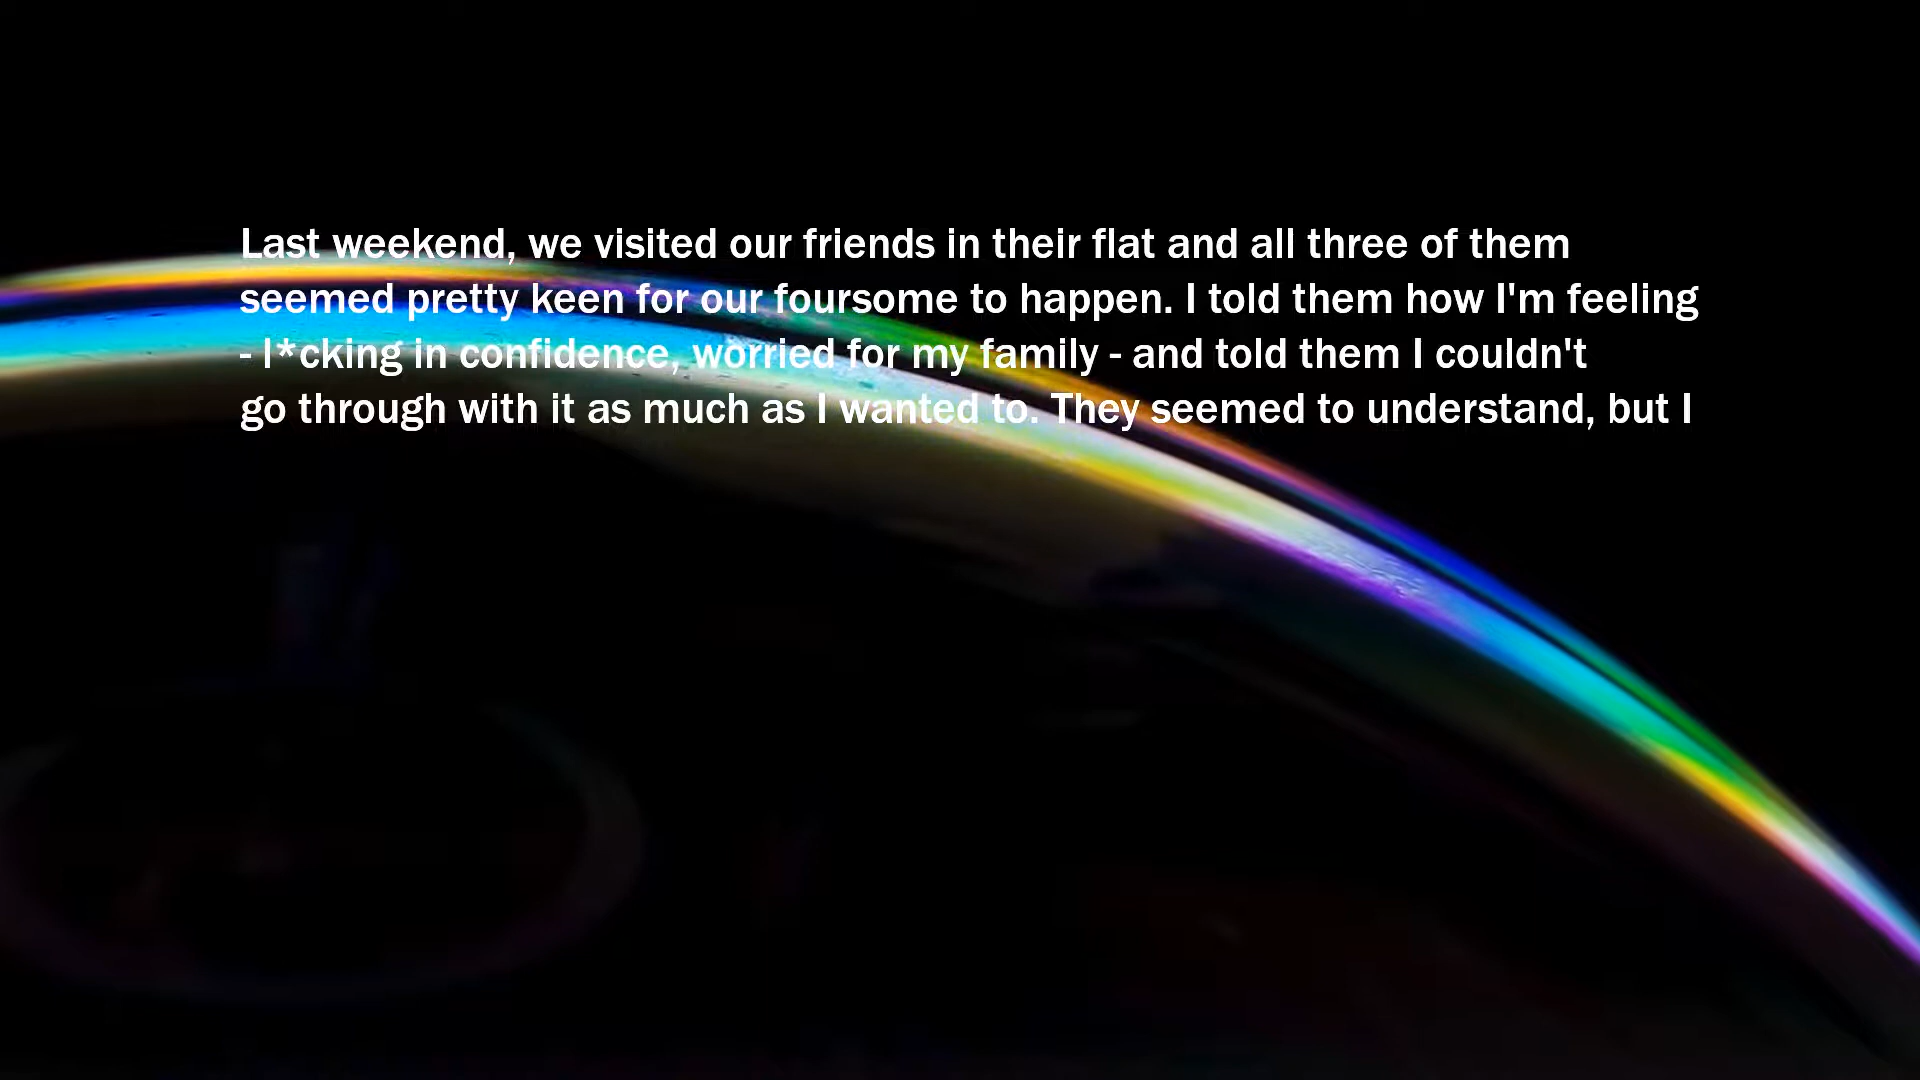 Last weekend, we visited our friends in their flat and all three of them
seemed pretty keen for our foursome to happen. I told them how I'm feeling
- l*cking in confidence, worried for my family - and told them I couldn't
go through with it as much as I wanted to. They seemed to understand, but I